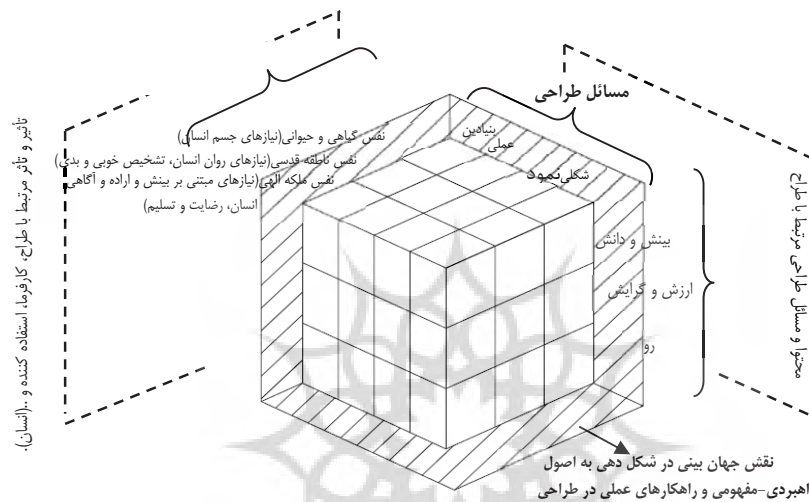 مسائل طراحی
بنیادین
عملی
شکلی نمود
نفس گیاهی و حیوانی(نیازهای جسم انسان)
نفس ناطقه قدسی(نیازهای روان انسان، تشخیص خوبی و بدی)
نفس ملکه الهی(نیازهای مبتنی بر بینش و اراده و آگاهی
انسان، رضایت و تسلیم)
بینش و دانش
ارزش و گرایش
رو
محتوا و مسائل طراحی مرتبط با طراح
تأثیر و تأثر مرتبط با طراح، کارفرما، استفاده کننده و ..(انسان).
نقش جهان بینی در شکل دهی به اصول
اهبردی-مفهومی و راهکارهای عملی در طراحی